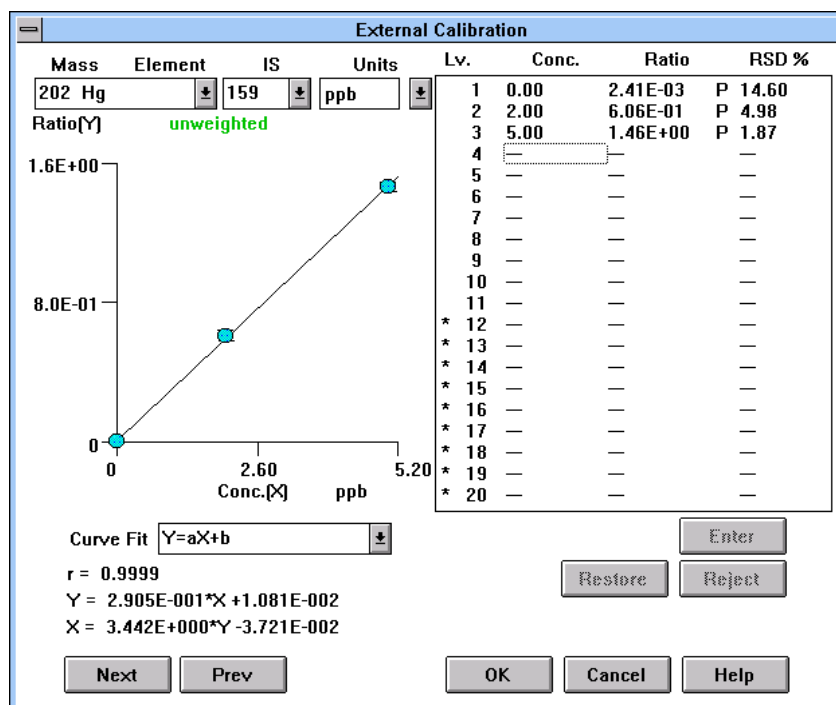 External Calibration
Mass Element IS Units
202 Hg 159 ppb
Ratio(Y) unweighted
1.6E+00
8.0E-01
0
0 2.60 5.20
Conc.(X) ppb
Curve Fit Y=aX+b
r = 0.9999
Y = 2.905E-001*X +1.081E-002
X = 3.442E+000*Y -3.721E-002
Next Prev
Lv. Conc. Ratio RSD %
1 0.00 2.41E-03 P 14.60
2 2.00 6.06E-01 P 4.98
3 5.00 1.46E+00 P 1.87
4 — — —
5 — — —
6 — — —
7 — — —
8 — — —
9 — — —
10 — — —
11 — — —
* 12 — — —
* 13 — — —
* 14 — — —
* 15 — — —
* 16 — — —
* 17 — — —
* 18 — — —
* 19 — — —
* 20 — — —
Enter
Restore Reject
OK Cancel Help